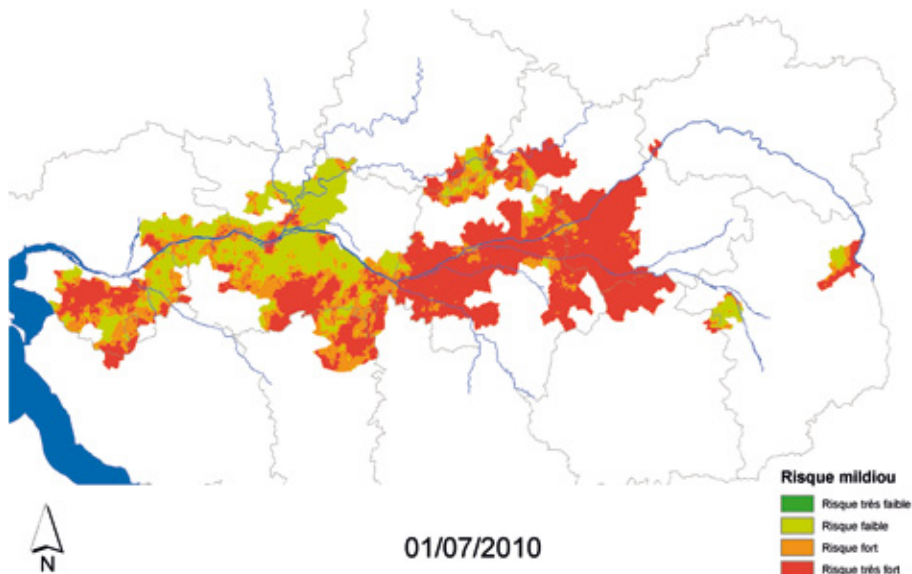 Risque mildiou
Risque très faible
Risque faible
Risque fort
Risque très fort
N
01/07/2010